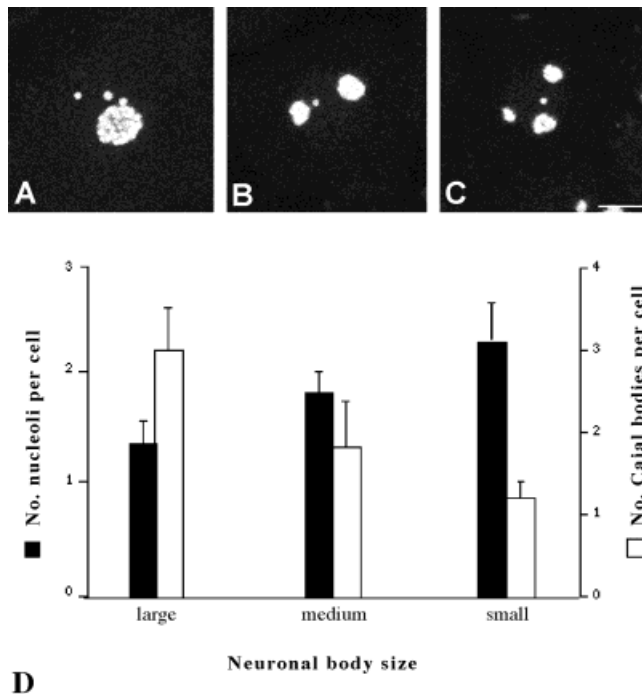 A
B
C
3
2
1
0
No. nucleoli per cell
4
3
2
1
0
No. Cajal bodies per cell
large
medium
small
Neuronal body size
D